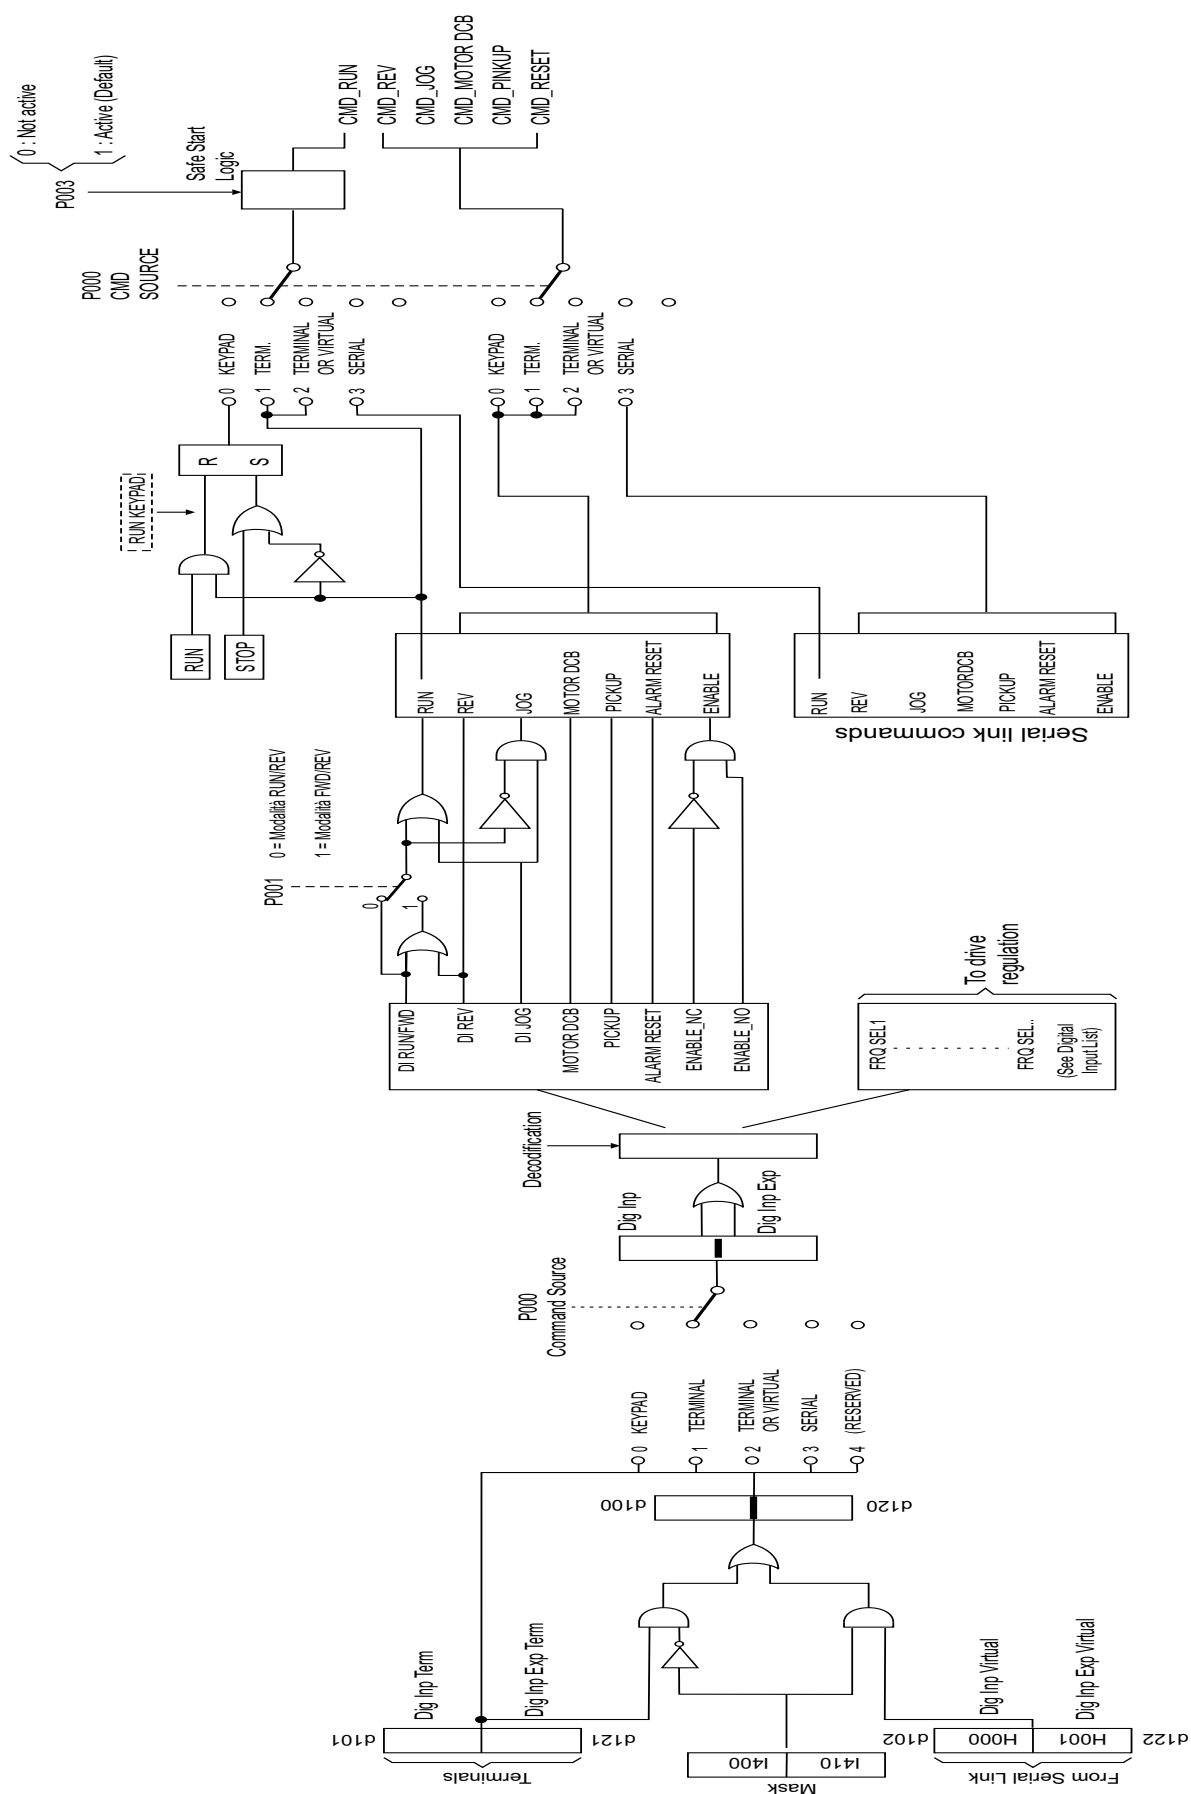 0 : Not active
1 : Active (Default)
P003
Safe Start
Logic
CMD_RUN
CMD_REV
CMD_JOG
CMD_MOTOR DCB
CMD_PINKUP
CMD_RESET
P000
CMD
SOURCE
0 KEYPAD
1 TERM.
2 TERMINAL
OR VIRTUAL
3 SERIAL
0 KEYPAD
1 TERM.
2 TERMINAL
OR VIRTUAL
3 SERIAL
RUN KEYPAD
R
S
RUN
STOP
RUN
REV
JOG
MOTOR DCB
PICKUP
ALARM RESET
ENABLE
RUN
REV
JOG
MOTORDCB
PICKUP
ALARM RESET
ENABLE
Serial link commands
P001
0 = Modalità RUN/REV
1 = Modalità FWD/REV
0
1
DI RUN/FWD
DI REV
DI JOG
MOTOR DCB
PICKUP
ALARM RESET
ENABLE_NC
ENABLE_NO
To drive
regulation
FRQ SEL1
FRQ SEL..
(See Digital
Input List)
Decodification
Dig Inp
Dig Inp Exp
P000
Command Source
0 KEYPAD
1 TERMINAL
2 TERMINAL
OR VIRTUAL
3 SERIAL
4 (RESERVED)
d100
d120
Dig Inp Term
Dig Inp Exp Term
d101
d121
Terminals
I400
I410
Mask
Dig Inp Virtual
Dig Inp Exp Virtual
d102
H000
H001
d122
From Serial Link